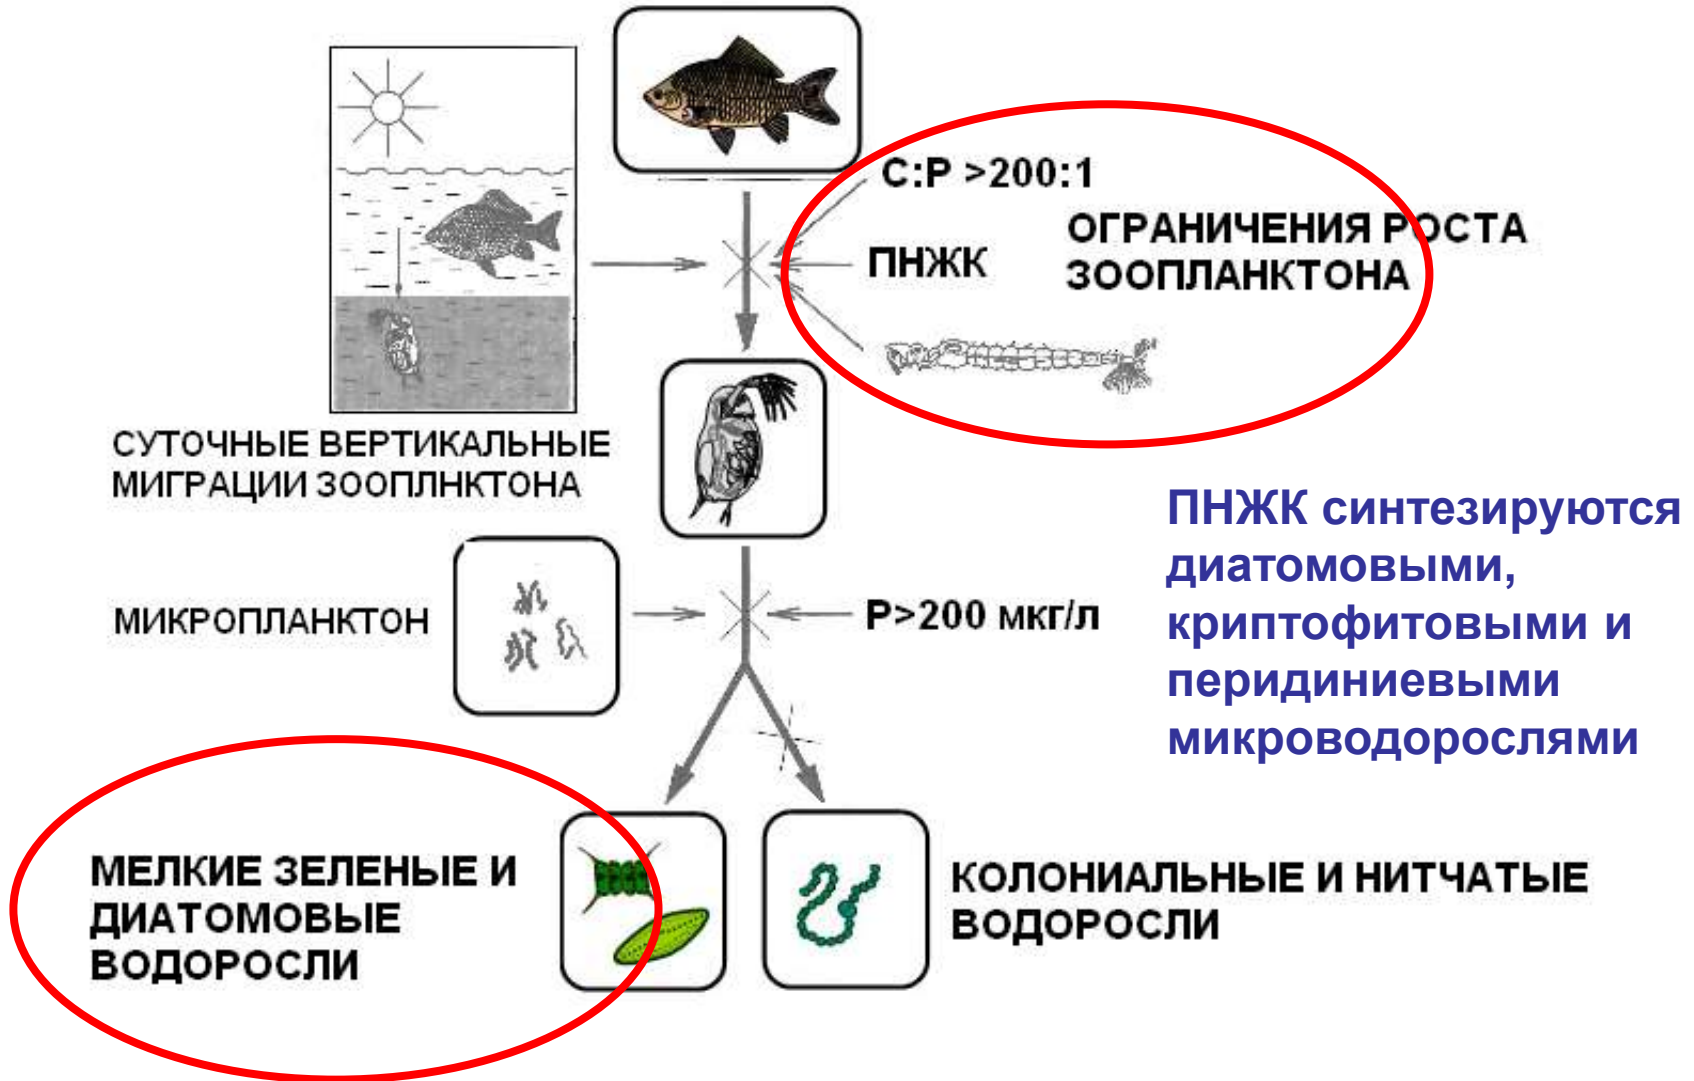 C:P >200:1
ОГРАНИЧЕНИЯ РОСТА
ЗООПЛАНКТОНА
ПНЖК
СУТОЧНЫЕ ВЕРТИКАЛЬНЫЕ
МИГРАЦИИ ЗООПЛНКТОНА
ПНЖК синтезируются
диатомовыми,
криптофитовыми и
перидиниевыми
микроводорослями
МИКРОПЛАНКТОН
P>200 мкг/л
МЕЛКИЕ ЗЕЛЕНЫЕ И
ДИАТОМОВЫЕ
ВОДОРОСЛИ
КОЛОНИАЛЬНЫЕ И НИТЧАТЫЕ
ВОДОРОСЛИ